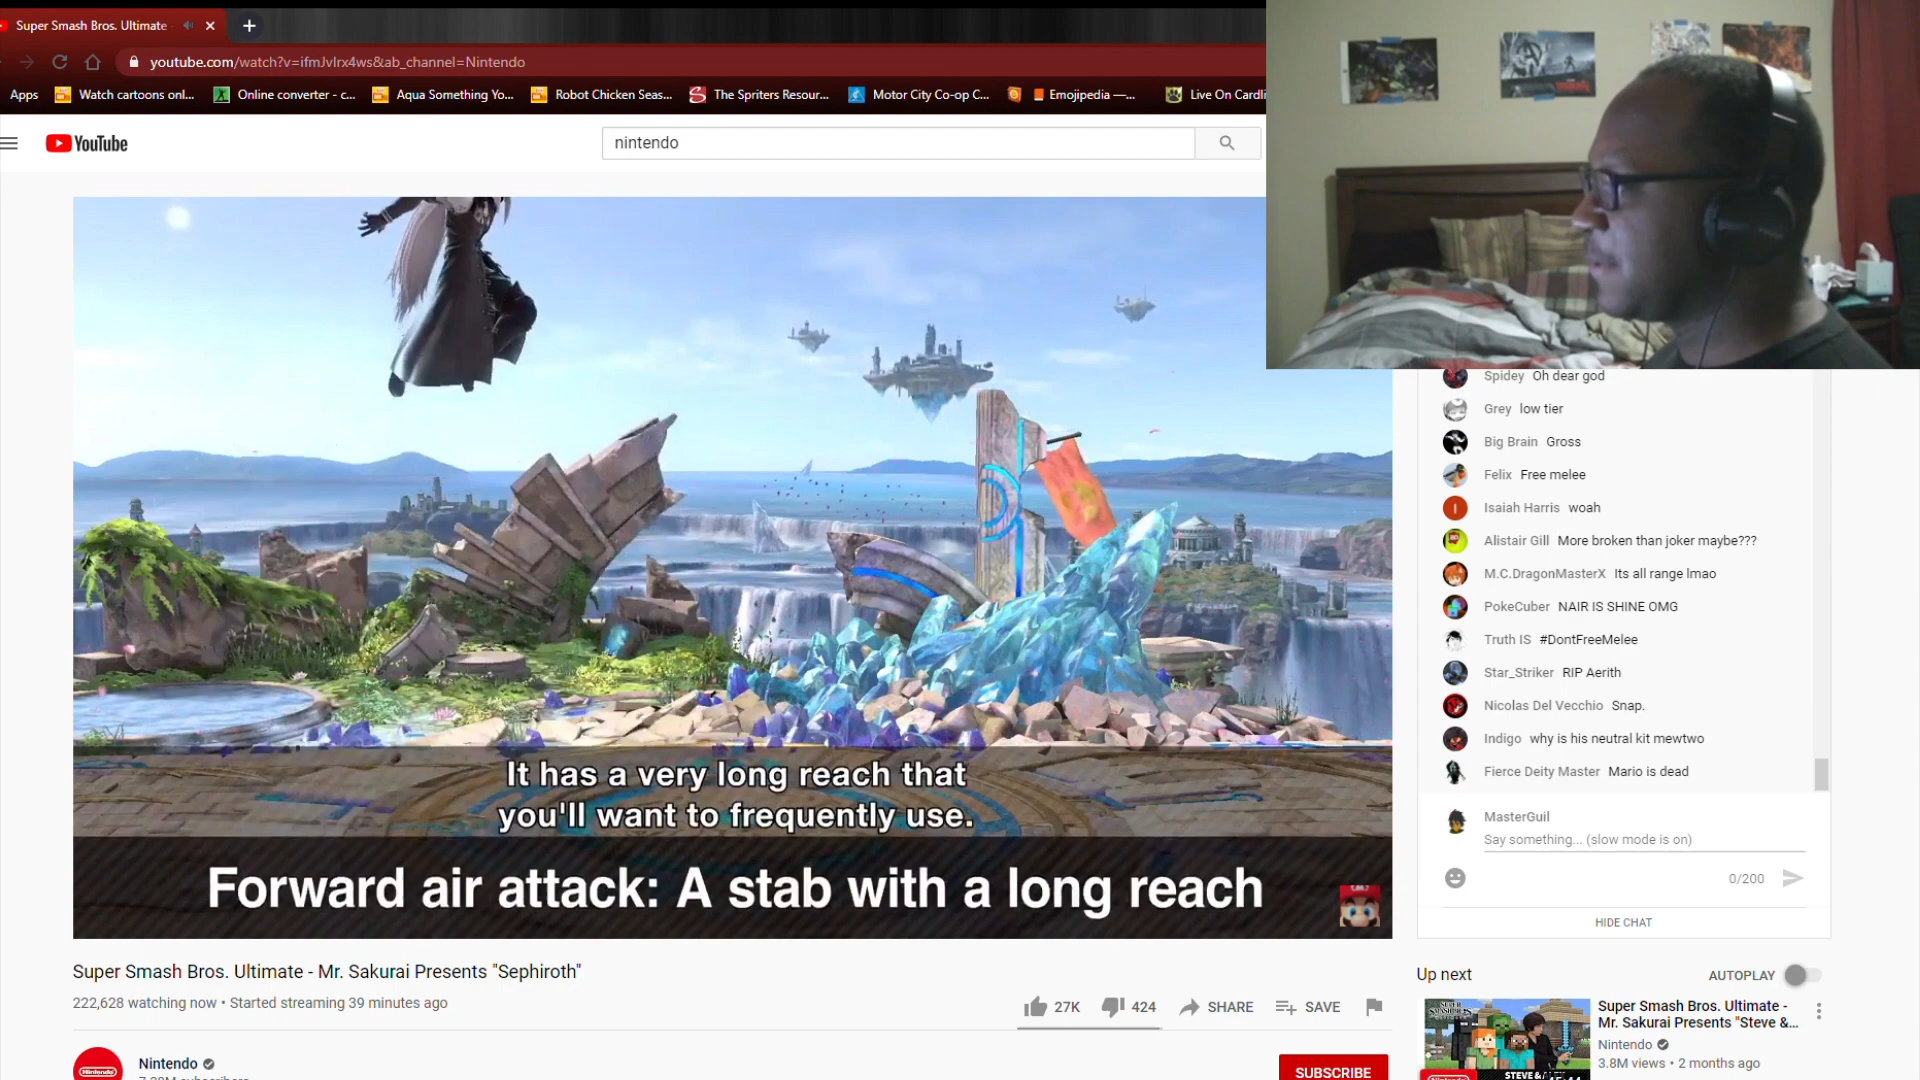 Super Smash Bros. Ultimate
youtube.com/watch?v=ifmJvIrx4ws&ab_channel=Nintendo
Apps
Watch cartoons onl...
Online converter - c...
Aqua Something Yo...
Robot Chicken Seas...
The Spriters Resour...
Motor City Co-op C...
Emojipedia —...
Live On Cardli
YouTube
nintendo
It has a very long reach that
you'll want to frequently use.
Forward air attack: A stab with a long reach
Super Smash Bros. Ultimate - Mr. Sakurai Presents "Sephiroth"
222,628 watching now • Started streaming 39 minutes ago
27K
424
SHARE
SAVE
Nintendo
SUBSCRIBE
Spidey Oh dear god
Grey low tier
Big Brain Gross
Felix Free melee
Isaiah Harris woah
Alistair Gill More broken than joker maybe???
M.C.DragonMasterX Its all range lmao
PokeCuber NAIR IS SHINE OMG
Truth IS #DontFreeMelee
Star_Striker RIP Aerith
Nicolas Del Vecchio Snap.
Indigo why is his neutral kit mewtwo
Fierce Deity Master Mario is dead
MasterGuil
Say something... (slow mode is on)
0/200
HIDE CHAT
Up next
AUTOPLAY
Super Smash Bros. Ultimate -
Mr. Sakurai Presents "Steve &...
Nintendo
3.8M views • 2 months ago